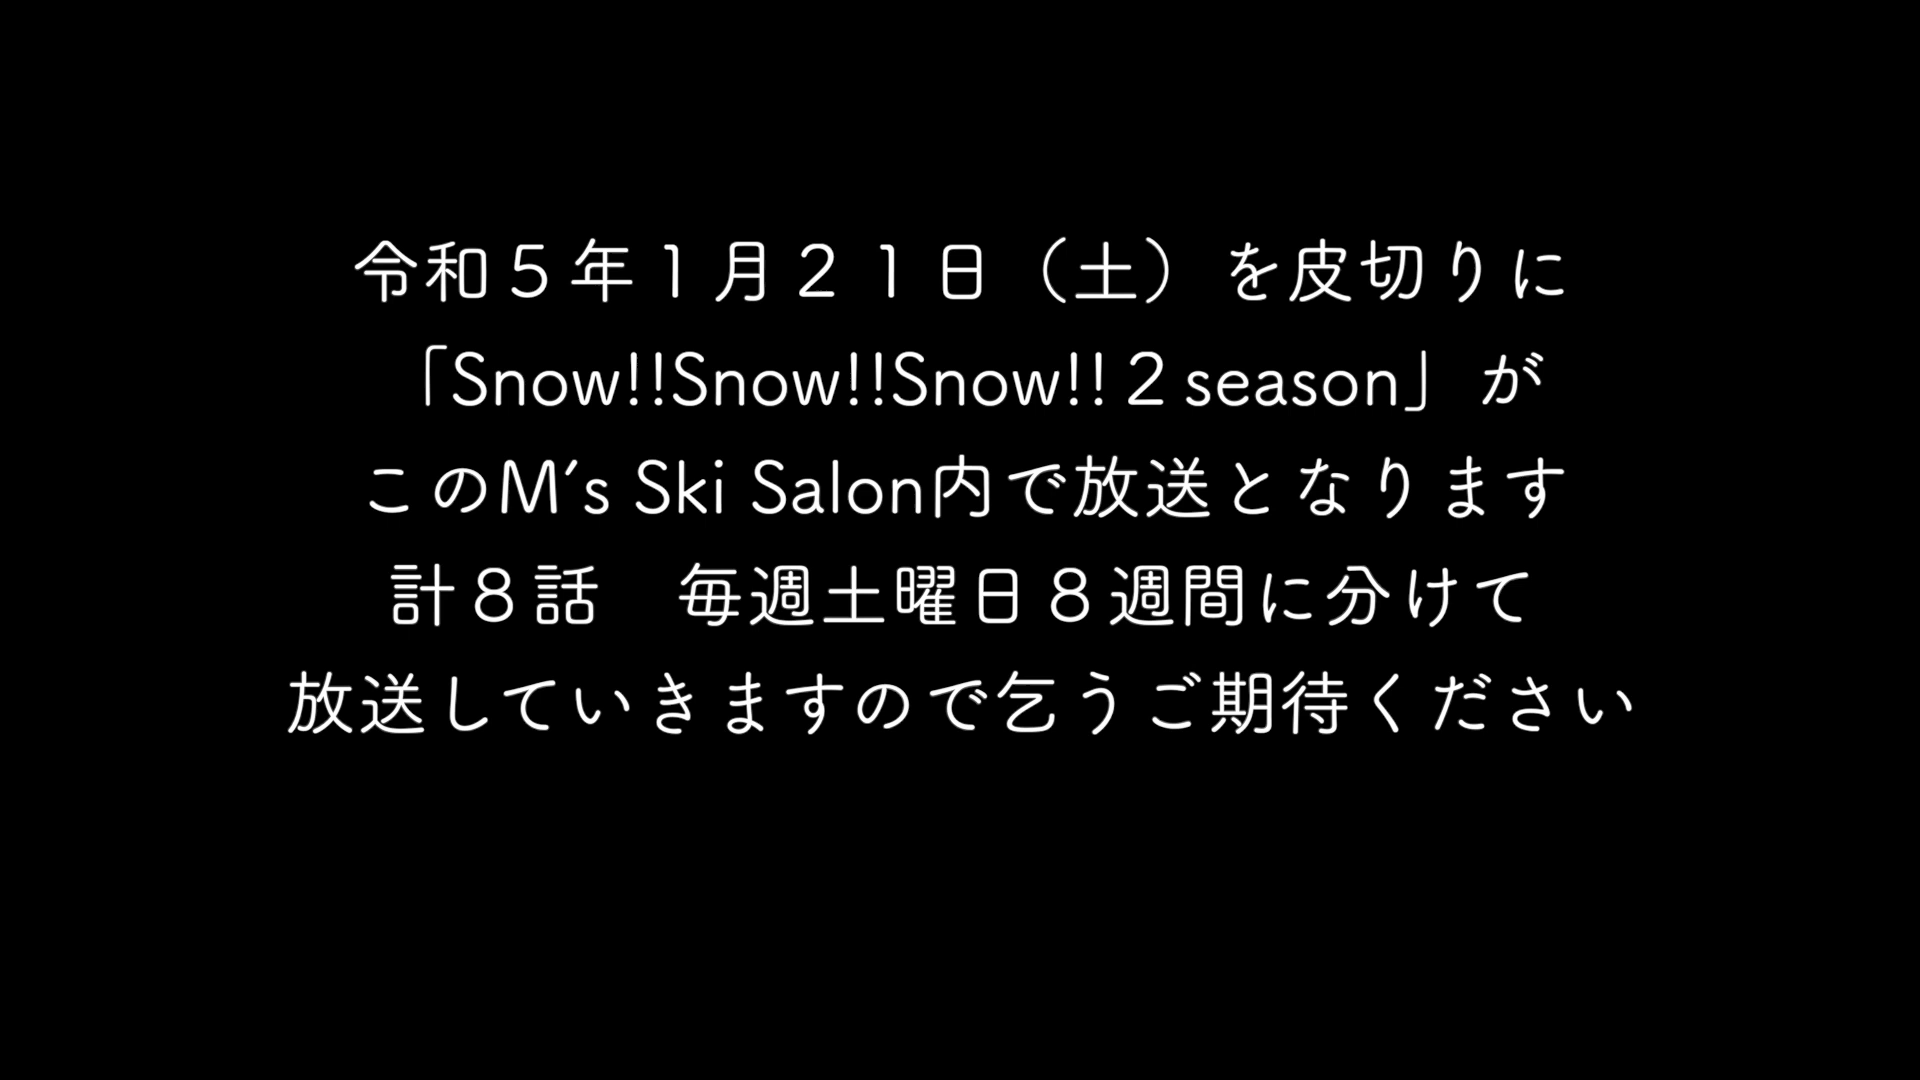 令和５年１月２１日（土）を皮切りに
「Snow!!Snow!!Snow!!２season」が
このM′s Ski Salon内で放送となります
計８話　毎週土曜日８週間に分けて
放送していきますので乞うご期待ください